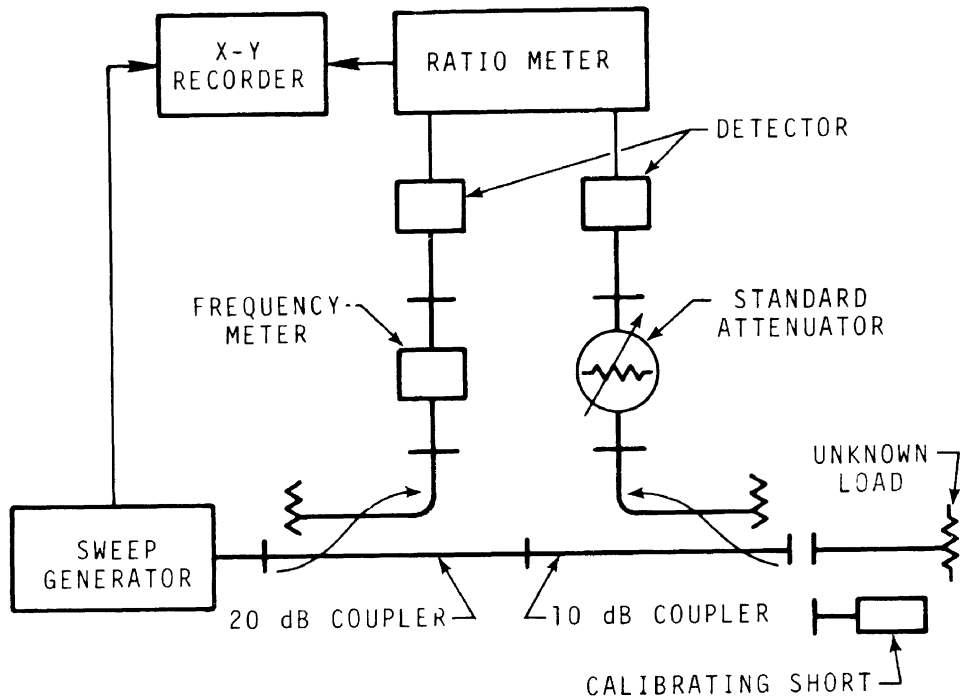 X-Y
RECORDER
RATIO METER
DETECTOR
FREQUENCY
METER
STANDARD
ATTENUATOR
UNKNOWN
LOAD
SWEEP
GENERATOR
20 dB COUPLER
10 dB COUPLER
CALIBRATING SHORT